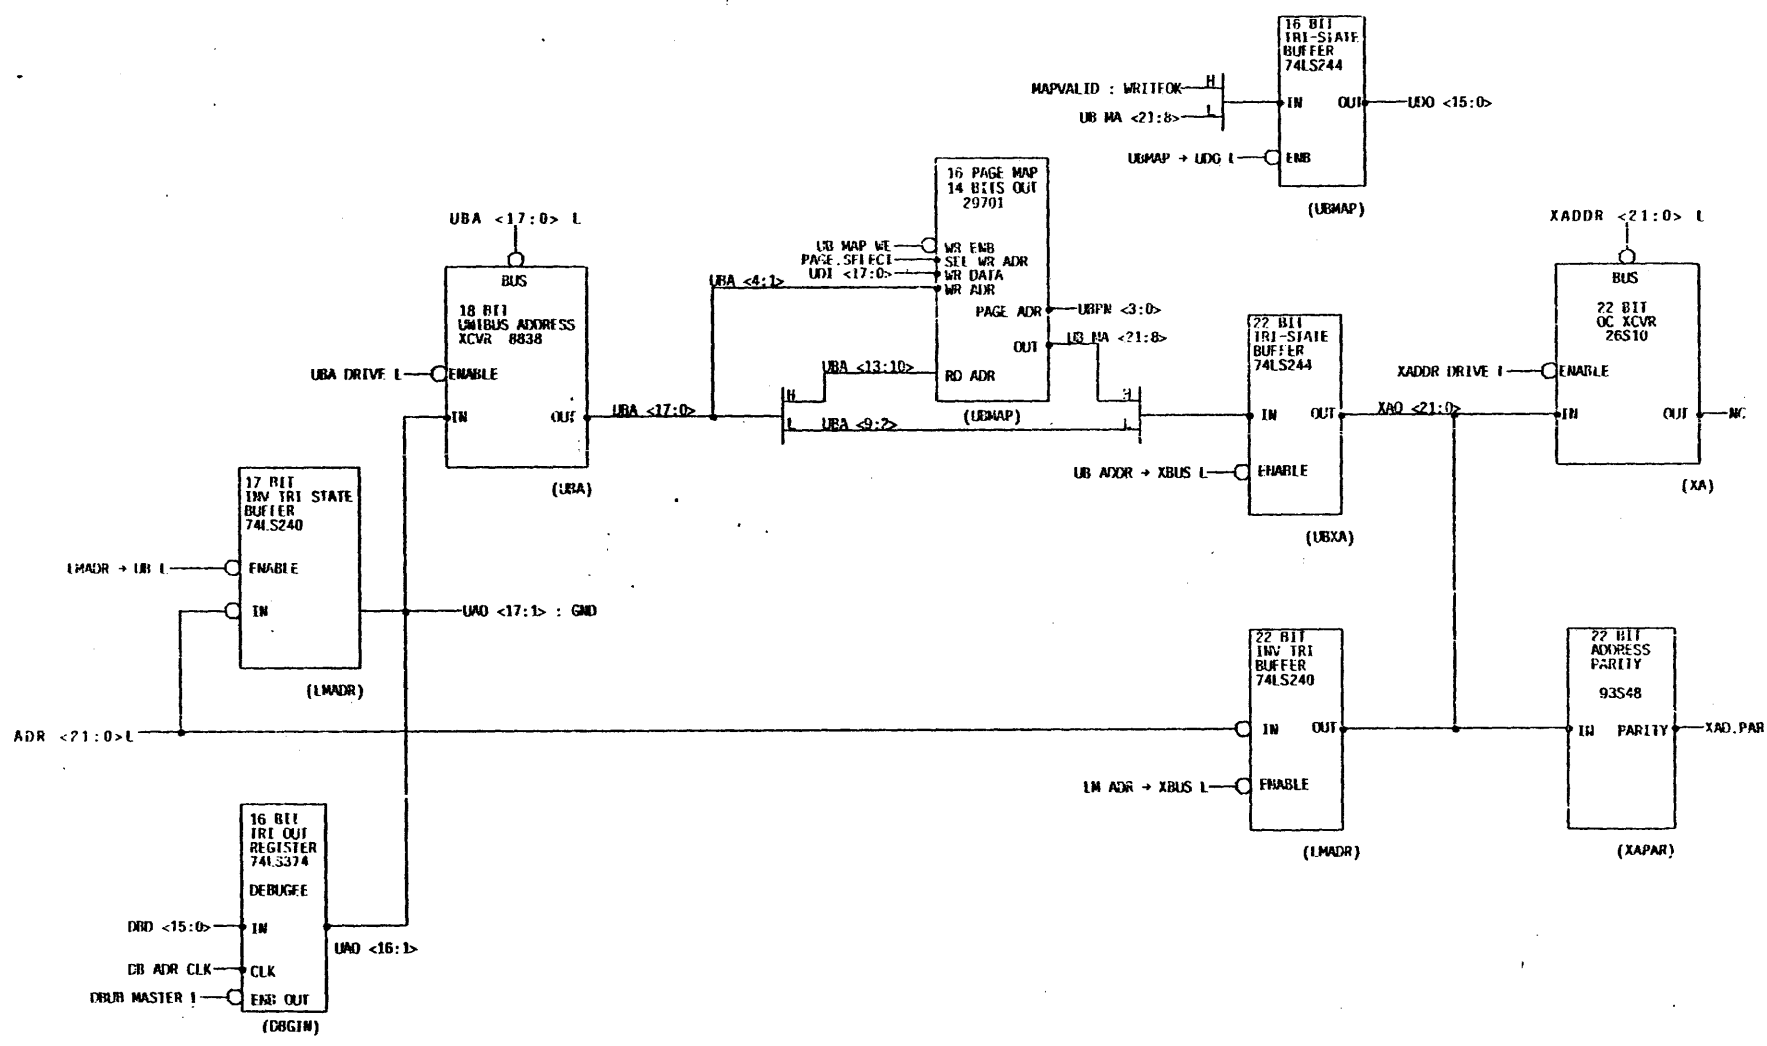 16 BIT
TRI-STATE
BUFFER
74LS244
MAPVALID : WRITEOK
H
IN
OUT
UDO <15:0>
UB MA <21:8>
L
UBMAP → UDO L
ENB
(UBMAP)
16 PAGE MAP
14 BITS OUT
29701
UB MAP WE
WR ENB
PAGE.SELECT
SEL WR ADR
UDI <17:0>
WR DATA
UBA <4:1>
WR ADR
PAGE ADR
UBPN <3:0>
OUT
UB MA <21:8>
UBA <13:10>
RD ADR
(UBMAP)
UBA <17:0> L
BUS
18 BIT
UNIBUS ADDRESS
XCVR 8838
UBA DRIVE L
ENABLE
IN
OUT
UBA <17:0>
(UBA)
H
L
UBA <9:2>
H
L
22 BIT
TRI-STATE
BUFFER
74LS244
IN
OUT
XAO <21:0>
UB ADDR → XBUS L
ENABLE
(UBXA)
XADDR <21:0> L
BUS
22 BIT
OC XCVR
26S10
XADDR DRIVE L
ENABLE
IN
OUT
NC
(XA)
17 BIT
INV TRI STATE
BUFFER
74LS240
LMADR → UB L
ENABLE
IN
UAO <17:1> : GND
(LMADR)
ADR <21:0>L
22 BIT
INV TRI
BUFFER
74LS240
IN
OUT
LM ADR → XBUS L
ENABLE
(LMADR)
22 BIT
ADDRESS
PARITY
93S48
IN
PARITY
XAD.PAR
(XAPAR)
16 BIT
TRI OUT
REGISTER
74LS374
DEBUGEE
DBD <15:0>
IN
UAO <16:1>
DB ADR CLK
CLK
DBUB MASTER L
ENB OUT
(DBGIN)